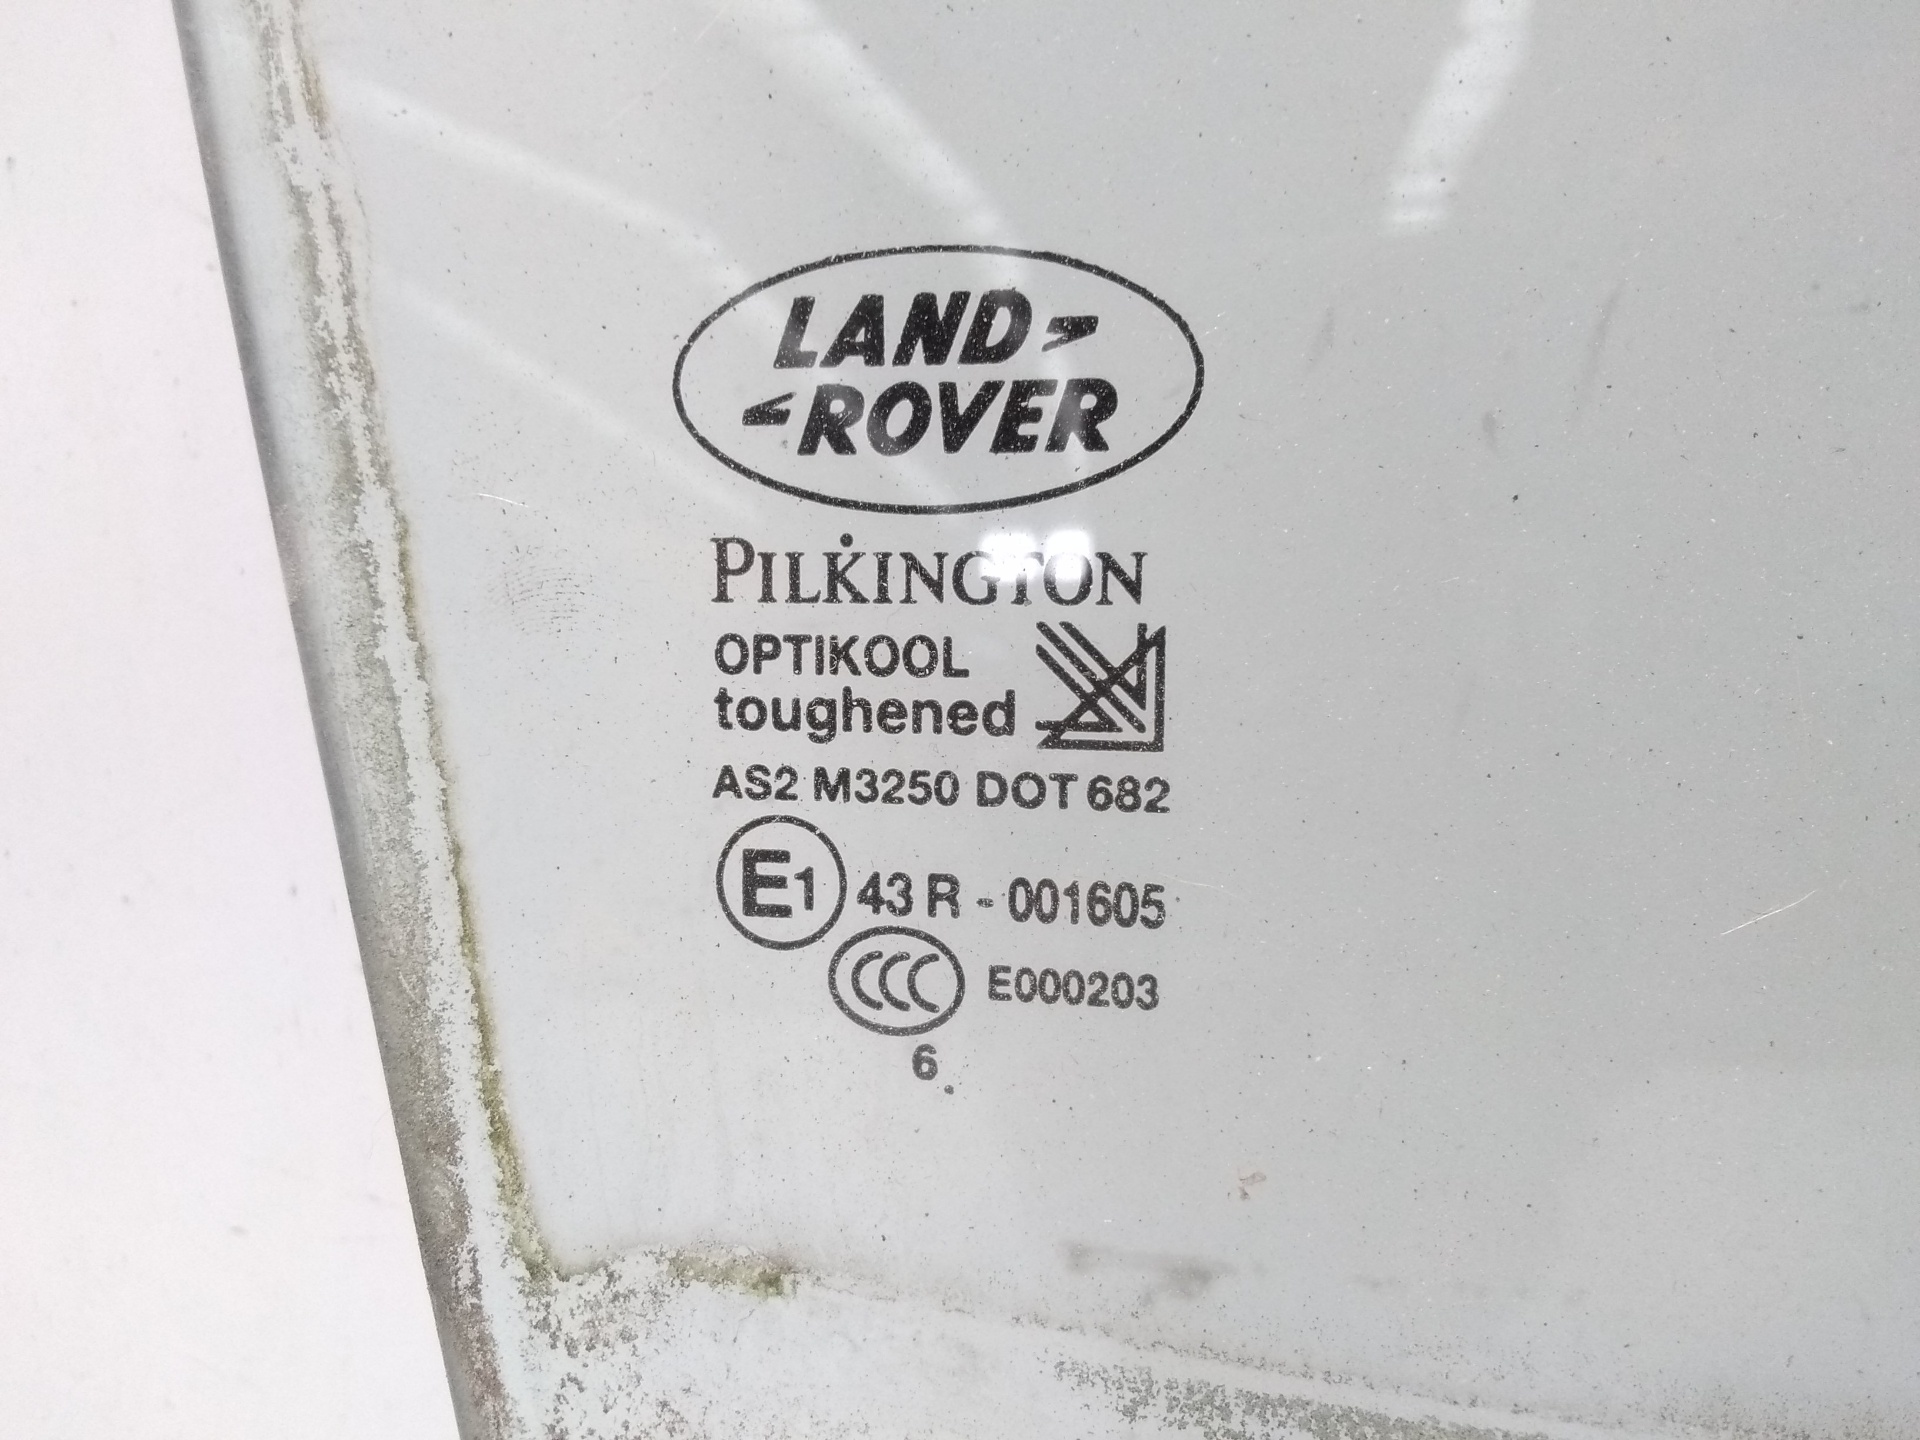 LAND
ROVER
PILKINGTON
OPTIKOOL
toughened
AS2 M3250 DOT 682
E1 43 R - 001605
CCC E000203
6